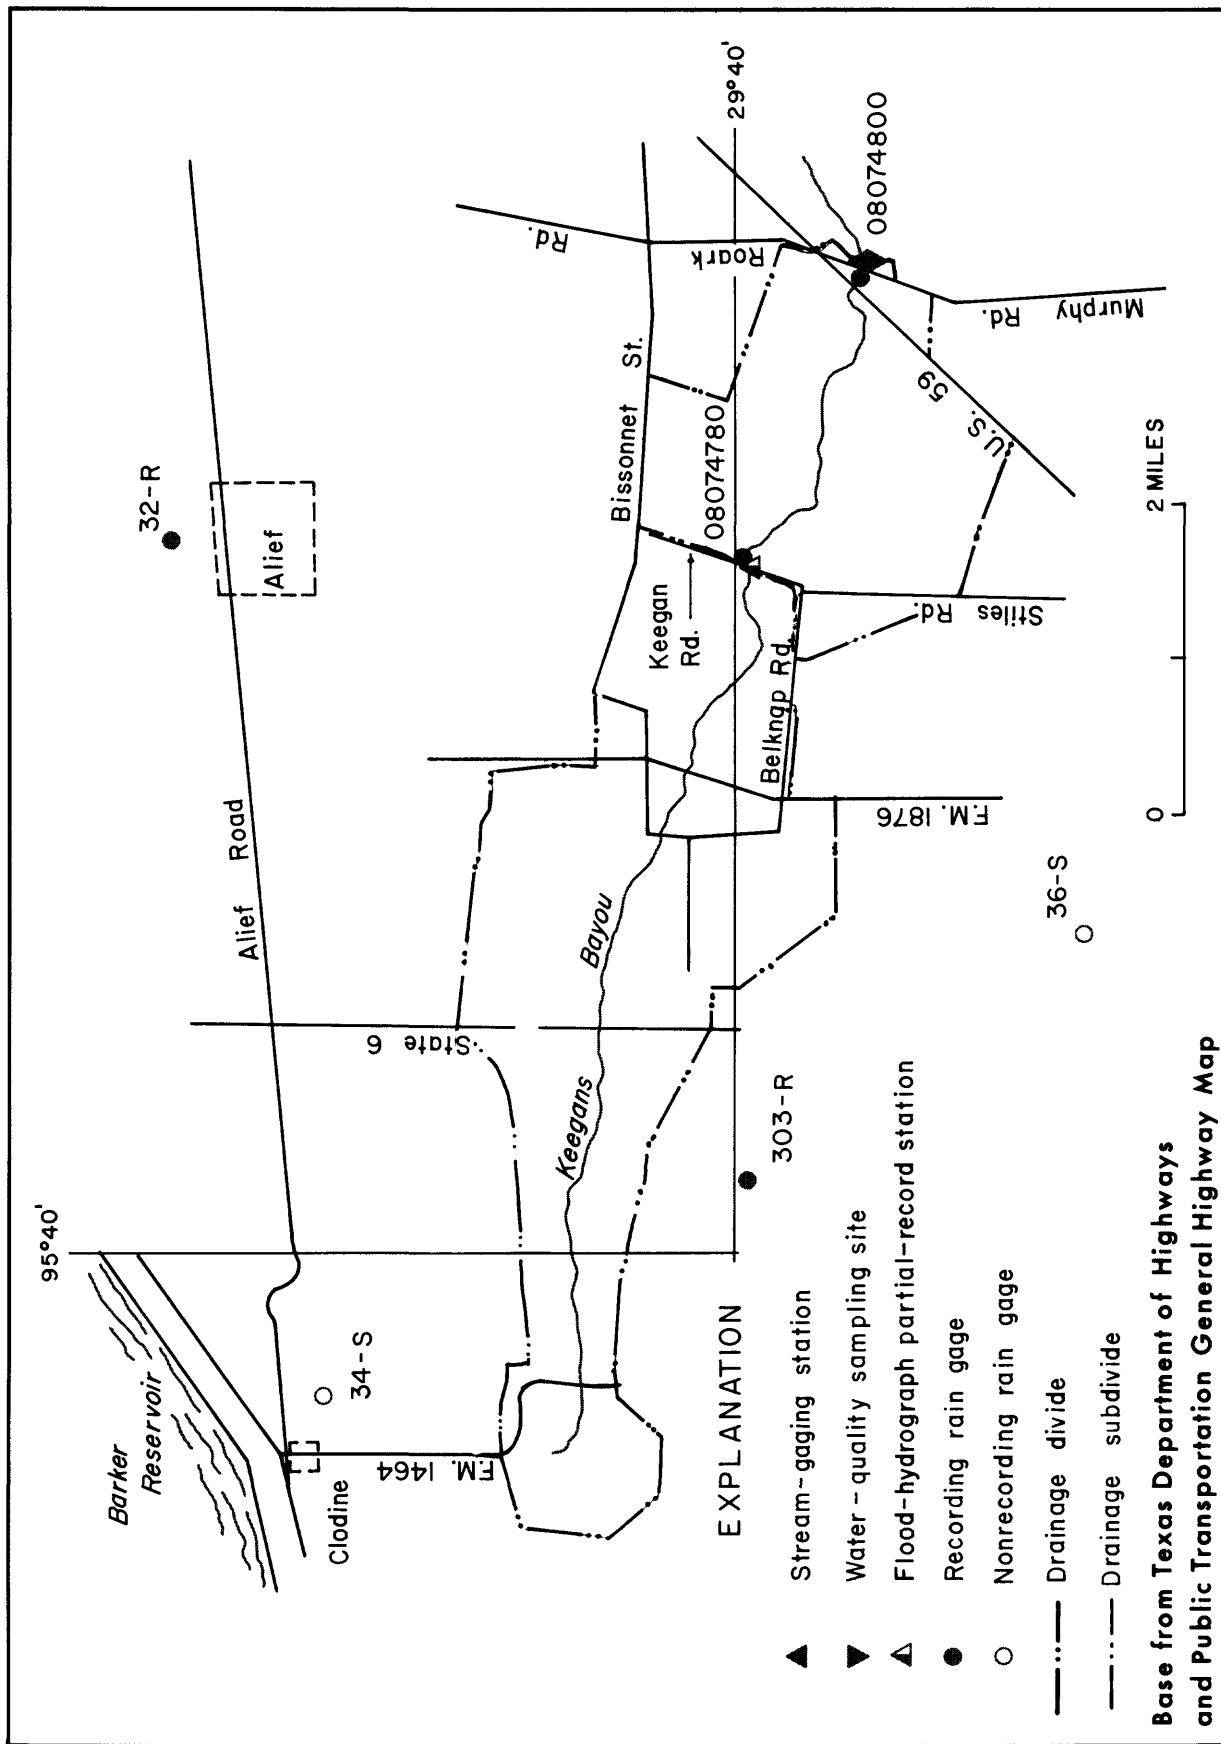 95°40'
29°40'
Barker
Reservoir
Clodine
34-S
F.M. 1464
Alief Road
State 6
Alief
32-R
Keegans Bayou
303-R
36-S
F.M. 1876
Belknap Rd.
Keegan
Rd.
Bissonnet St.
08074780
Stiles Rd.
Roark Rd.
U.S. 59
Murphy Rd.
08074800
EXPLANATION
Stream-gaging station
Water-quality sampling site
Flood-hydrograph partial-record station
Recording rain gage
Nonrecording rain gage
Drainage divide
Drainage subdivide
0 2 MILES
Base from Texas Department of Highways
and Public Transportation General Highway Map